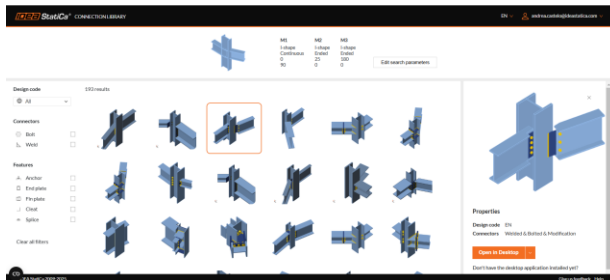 IDEA StatiCa® CONNECTION LIBRARY
EN
M1 M2 M3
I-shape I-shape I-shape
Continuous Ended Ended
0 25 180
90 0 0
Edit search parameters
Design code
All
193 results
Connectors
Bolt
Weld
Features
Anchor
End plate
Fin plate
Cleat
Splice
Clear all filters
Properties
Design code EN
Connectors Welded & Bolted & Modification
Open in Desktop
Don't have the desktop application installed yet?
Help